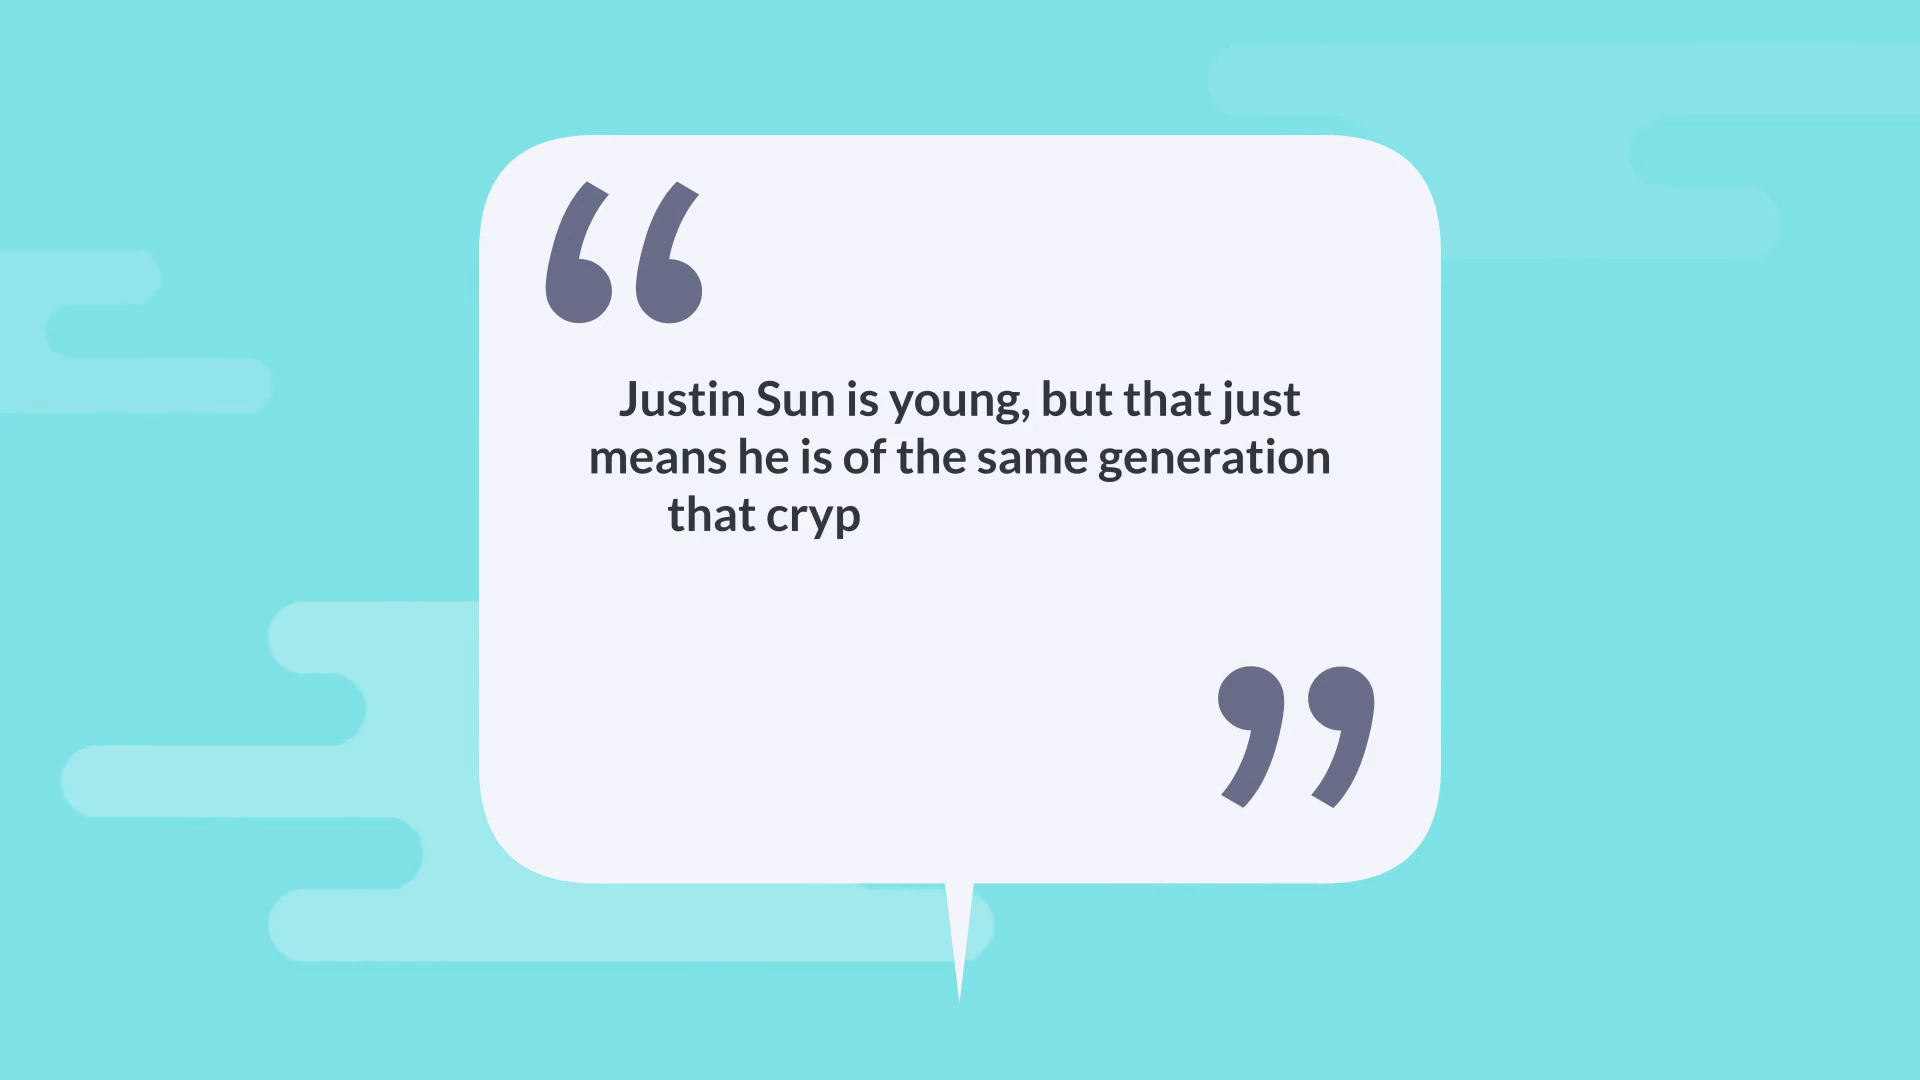 “
Justin Sun is young, but that just
means he is of the same generation
that cryp
”